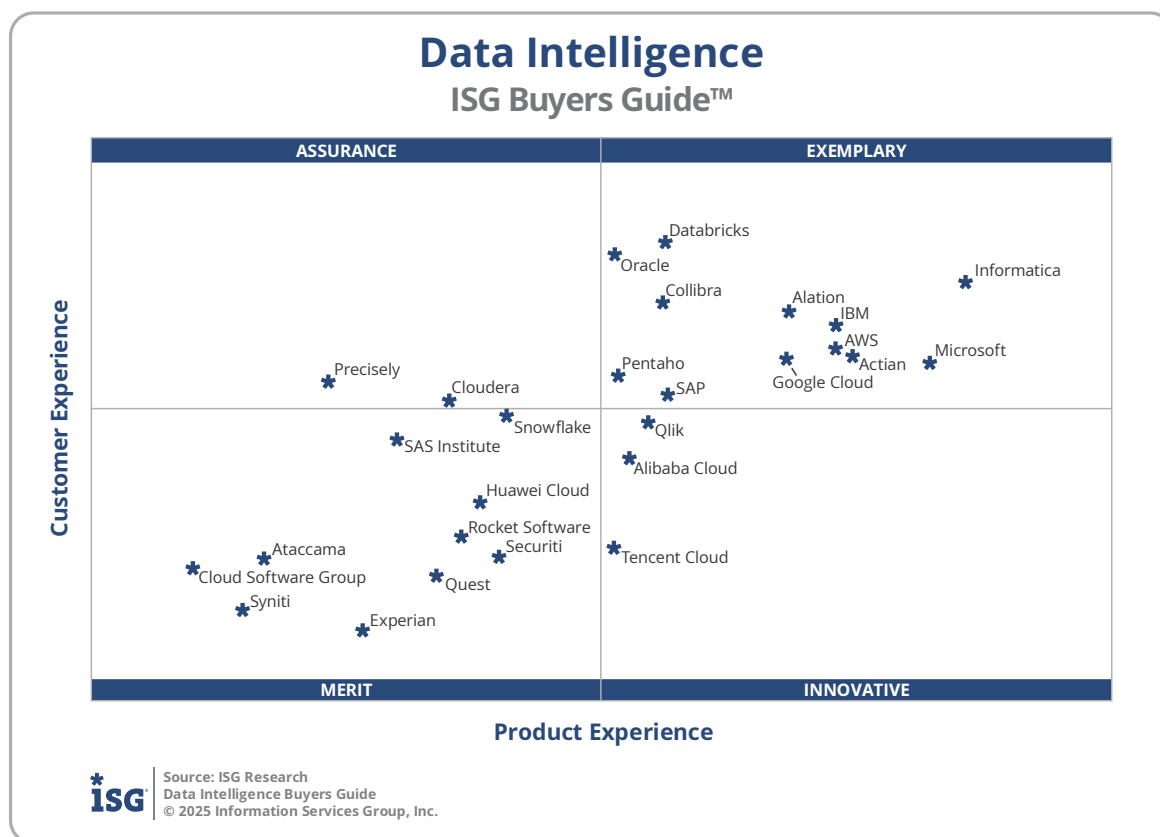 Data Intelligence
ISG Buyers Guide™
ASSURANCE
EXEMPLARY
Databricks
Oracle
Informatica
Collibra
Alation
IBM
AWS
Actian
Microsoft
Google Cloud
Pentaho
SAP
Precisely
Cloudera
Snowflake
SAS Institute
Qlik
Alibaba Cloud
Huawei Cloud
Rocket Software
Securiti
Tencent Cloud
Ataccama
Cloud Software Group
Quest
Syniti
Experian
Customer Experience
MERIT
INNOVATIVE
Product Experience
ISG
Source: ISG Research
Data Intelligence Buyers Guide
© 2025 Information Services Group, Inc.